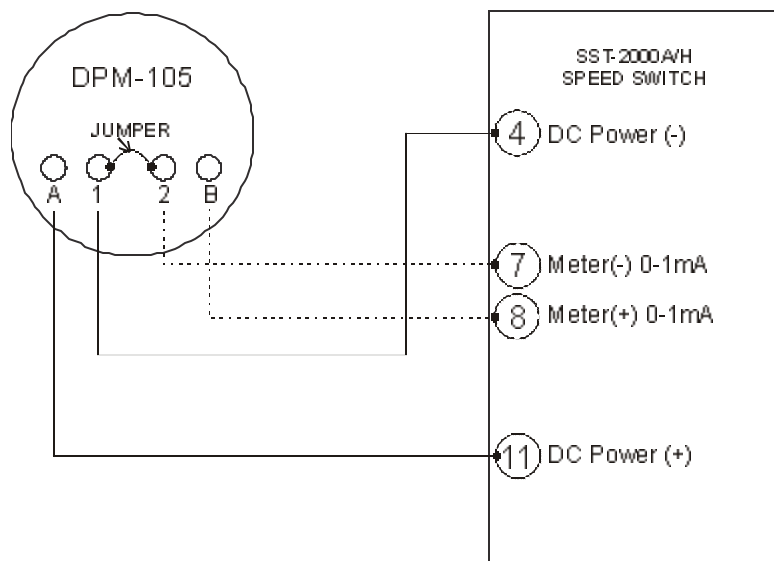 DPM-105
JUMPER
A 1 2 B
SST-2000A/H
SPEED SWITCH
4 DC Power (-)
7 Meter(-) 0-1mA
8 Meter(+) 0-1mA
11 DC Power (+)